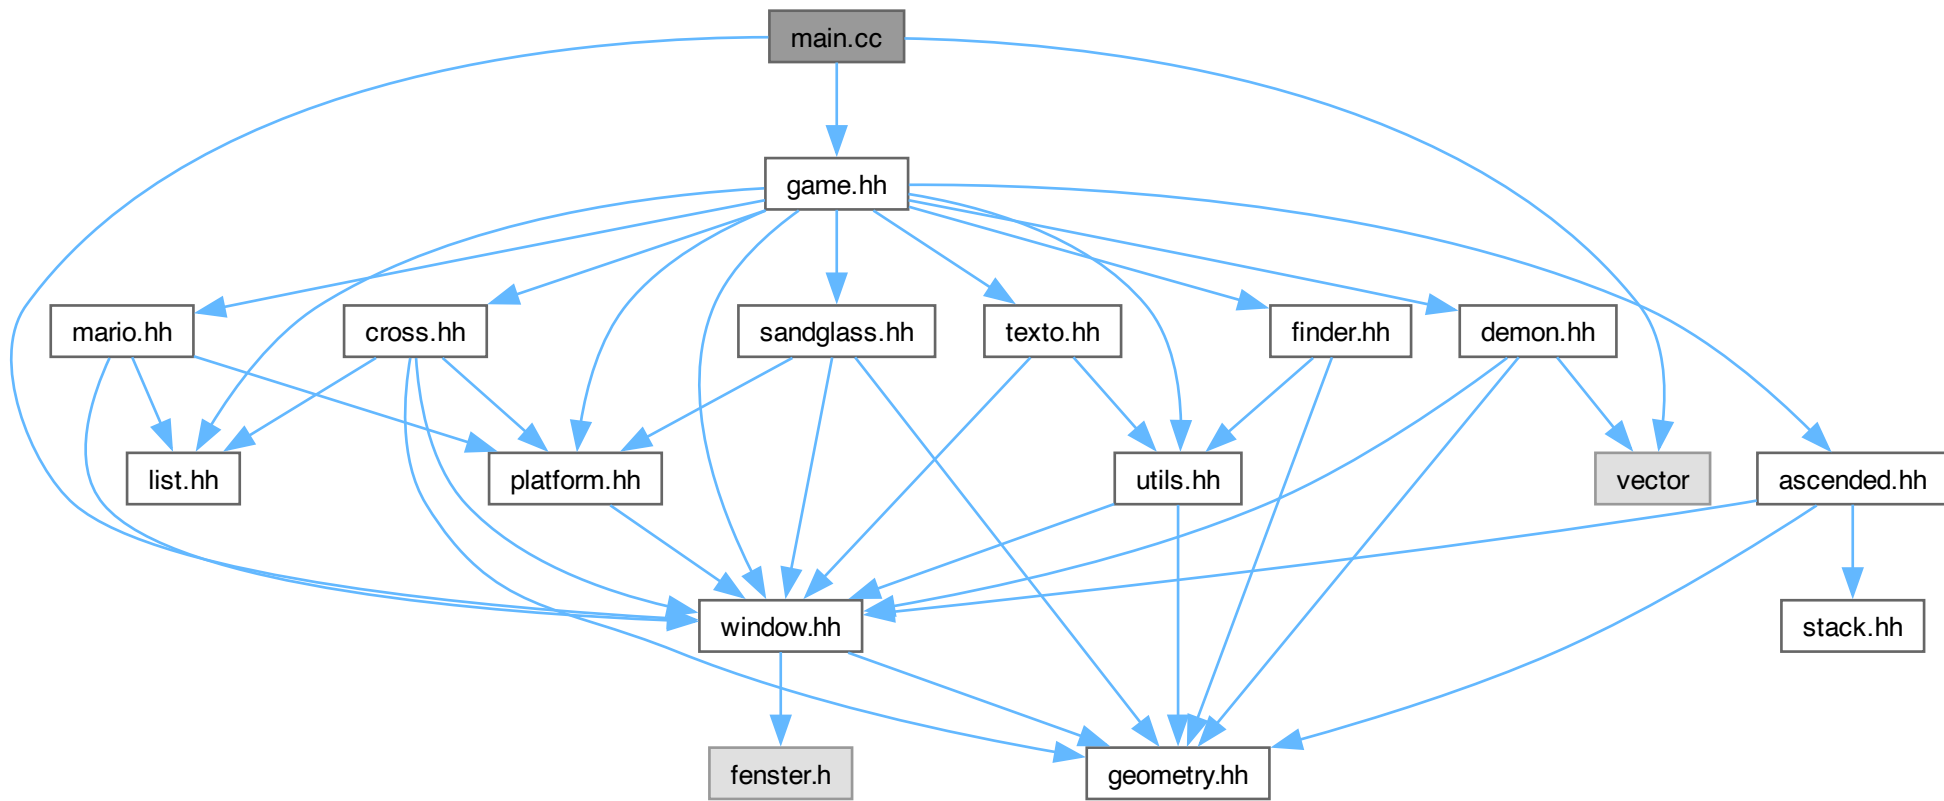 main.cc
game.hh
mario.hh
cross.hh
sandglass.hh
texto.hh
finder.hh
demon.hh
list.hh
platform.hh
utils.hh
vector
ascended.hh
window.hh
stack.hh
fenster.h
geometry.hh